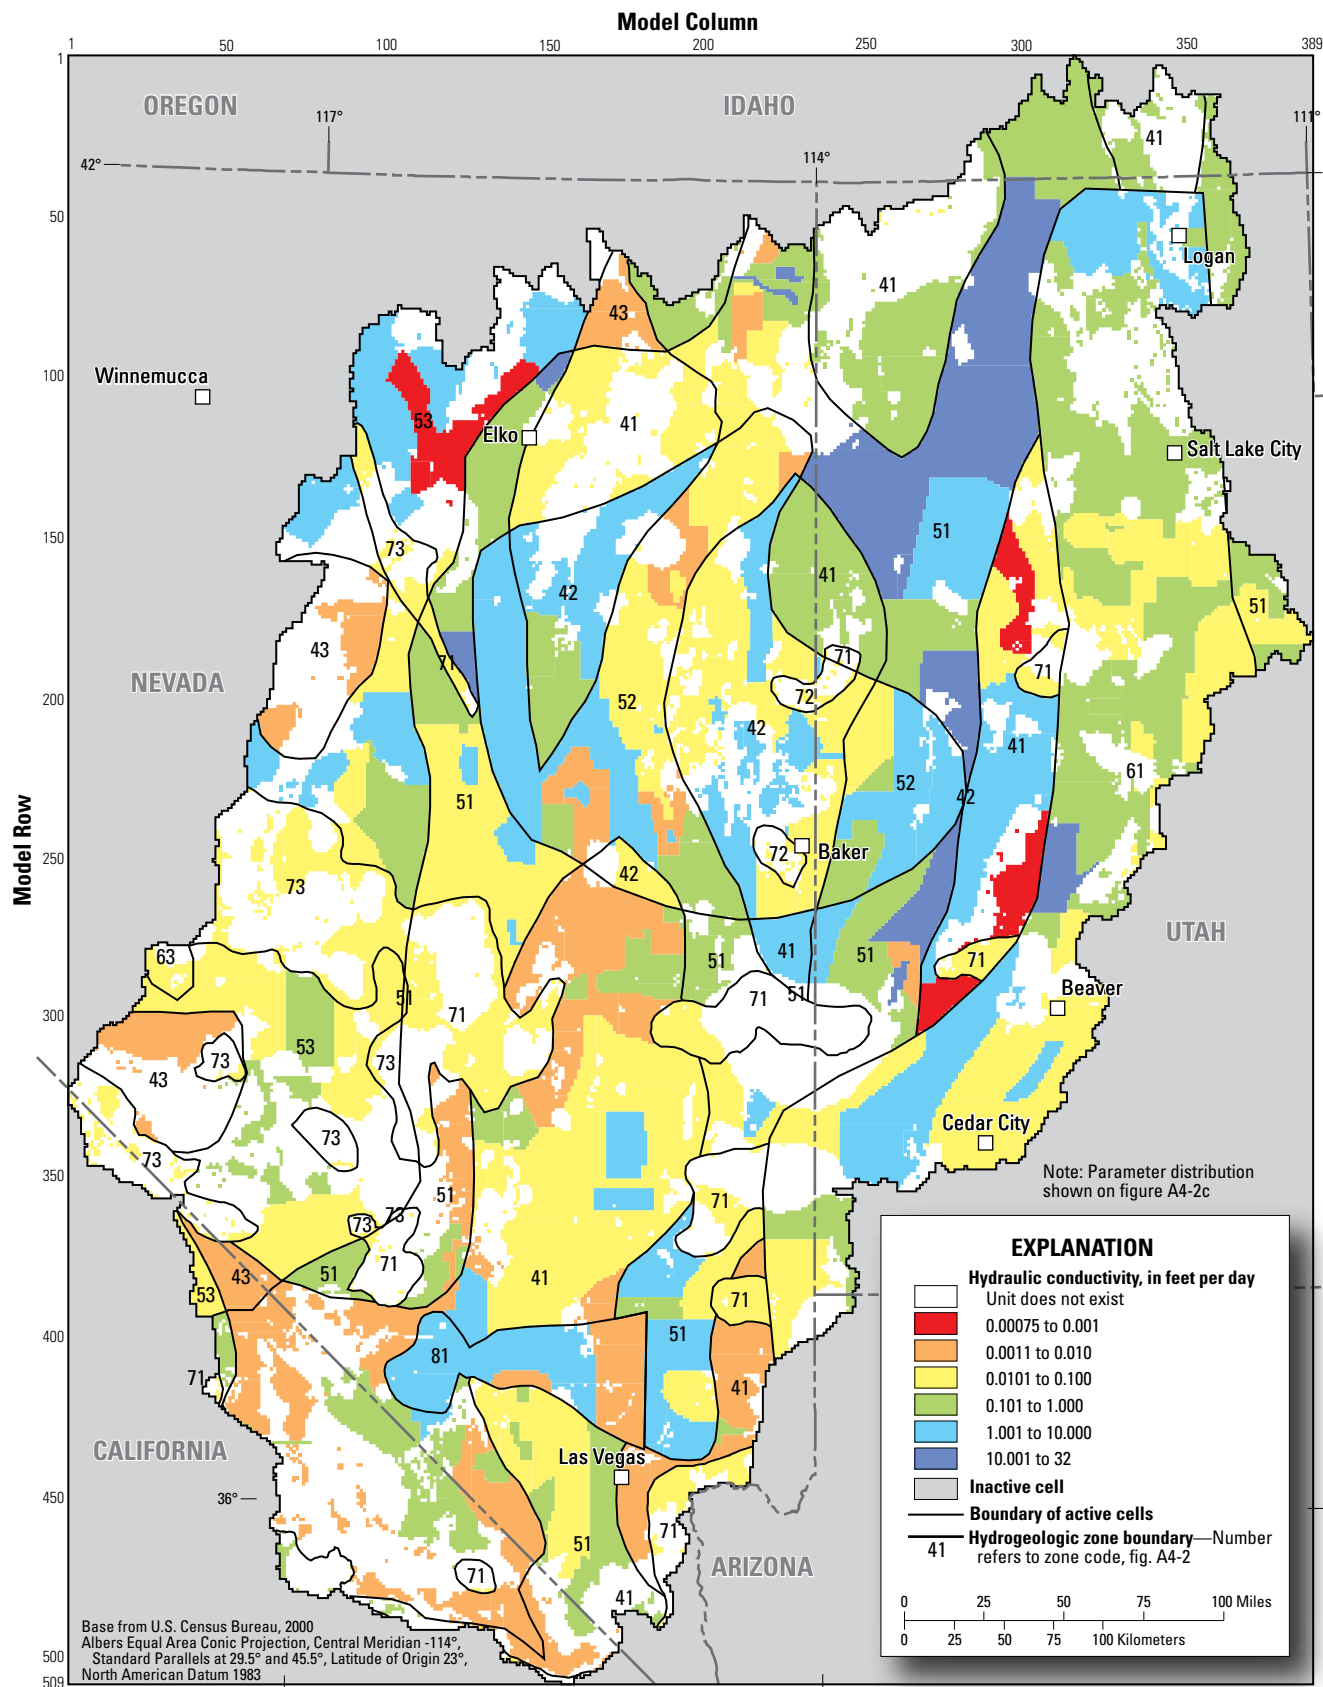 Model Column
1 50 100 150 200 250 300 350 389
1
OREGON IDAHO
117° 111°
41
42° 114°
50
Logan
41
43
100
Winnemucca
53 41
Elko
Salt Lake City
150
51
73
42 41
51
43
71 71 71
NEVADA
72
200
52
42 41
61
52
51 42
Model Row
250
72 Baker
42
73
UTAH
63 41 51 71
51
51 71 51
71
Beaver
300
53
73 73
43
Cedar City
73
73
350
Note: Parameter distribution
shown on figure A4-2c
51 71
73 73
71
51
43 41
53 71
400
51
81
71 41
CALIFORNIA
Las Vegas
450
36°
71
51
ARIZONA
71
41
500
509
EXPLANATION
Hydraulic conductivity, in feet per day
Unit does not exist
0.00075 to 0.001
0.0011 to 0.010
0.0101 to 0.100
0.101 to 1.000
1.001 to 10.000
10.001 to 32
Inactive cell
Boundary of active cells
Hydrogeologic zone boundary—Number
41 refers to zone code, fig. A4-2
0 25 50 75 100 Miles
0 25 50 75 100 Kilometers
Base from U.S. Census Bureau, 2000
Albers Equal Area Conic Projection, Central Meridian -114°,
Standard Parallels at 29.5° and 45.5°, Latitude of Origin 23°,
North American Datum 1983